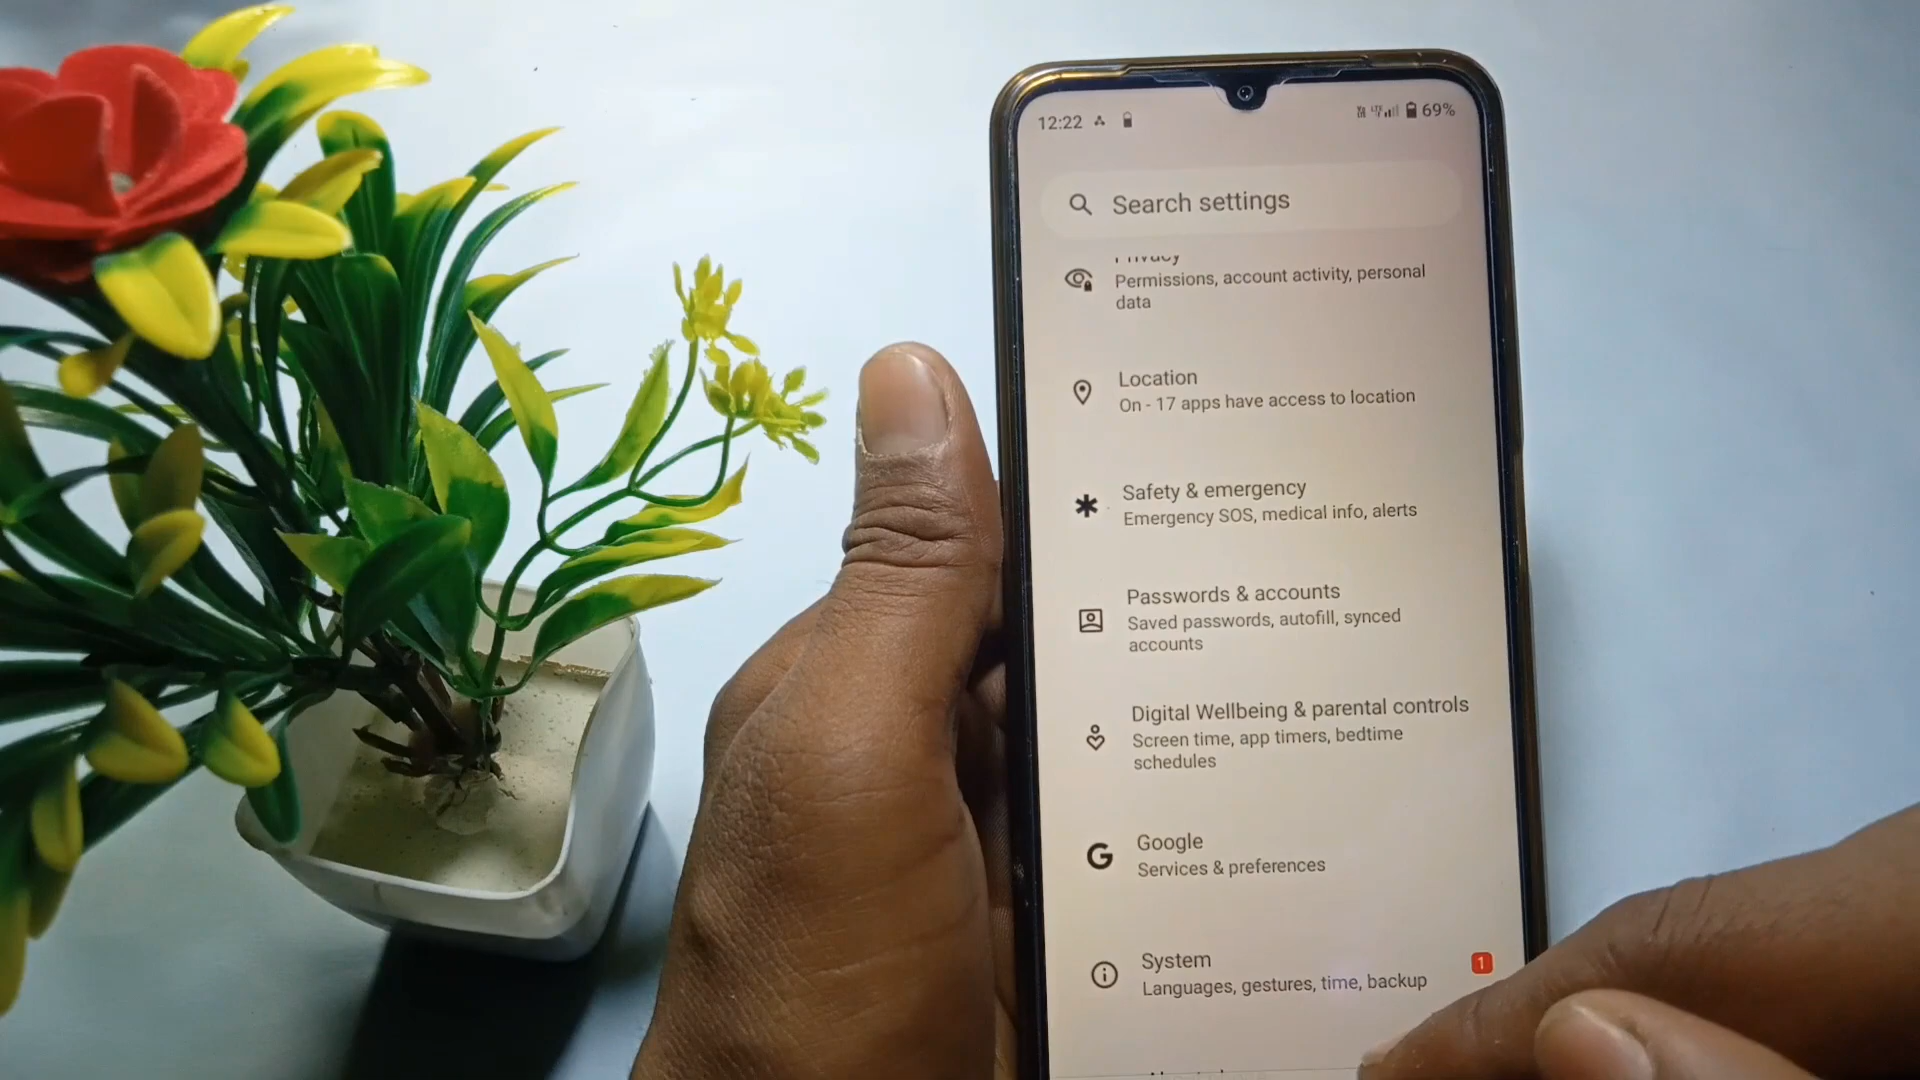 12:22
69%
Search settings
Privacy
Permissions, account activity, personal
data
Location
On - 17 apps have access to location
Safety & emergency
Emergency SOS, medical info, alerts
Passwords & accounts
Saved passwords, autofill, synced
accounts
Digital Wellbeing & parental controls
Screen time, app timers, bedtime
schedules
Google
Services & preferences
System
1
Languages, gestures, time, backup